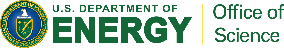 U.S. DEPARTMENT OF
ENERGY
Office of
Science